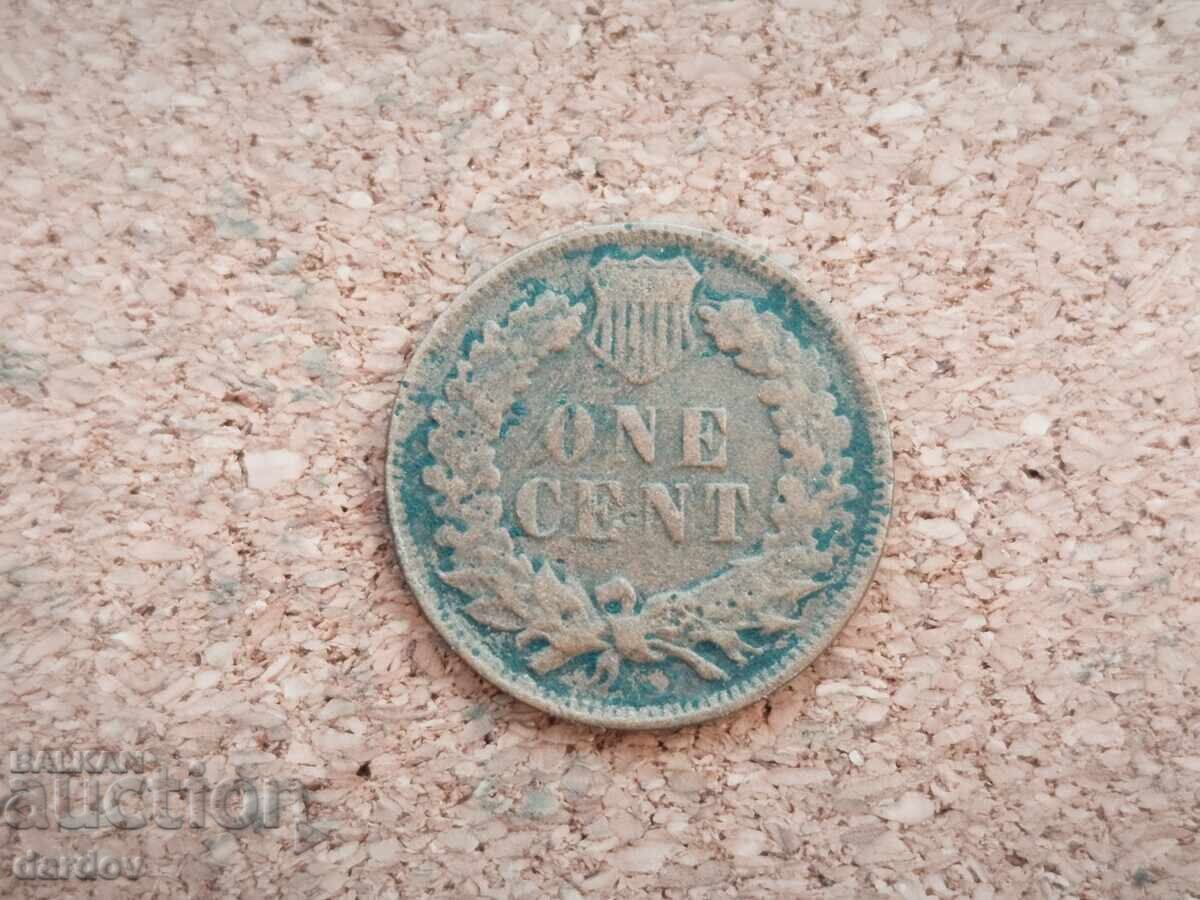 ONE
CENT
BALKAN
auction
dardov